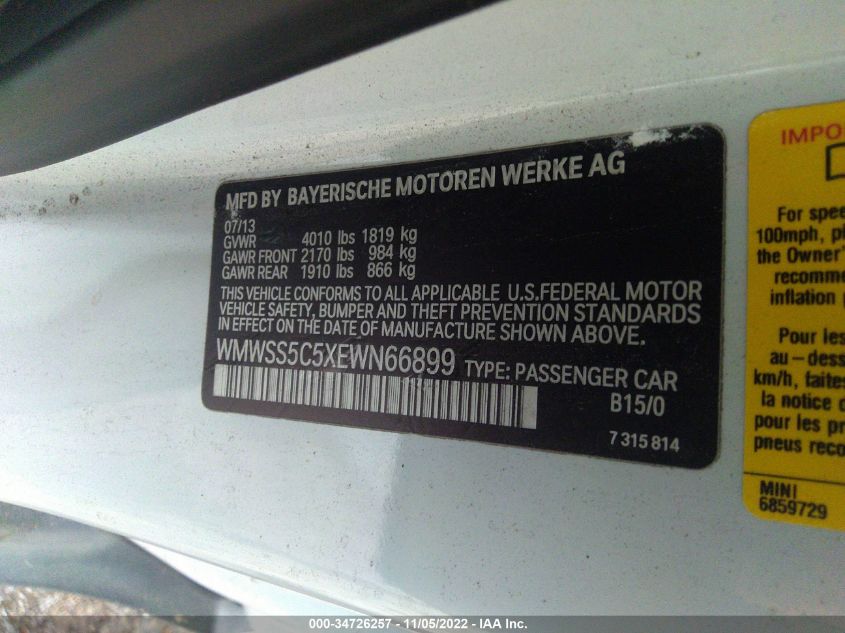 MFD BY BAYERISCHE MOTOREN WERKE AG
07/13
GVWR 4010 lbs 1819 kg
GAWR FRONT 2170 lbs 984 kg
GAWR REAR 1910 lbs 866 kg
THIS VEHICLE CONFORMS TO ALL APPLICABLE U.S.FEDERAL MOTOR
VEHICLE SAFETY, BUMPER AND THEFT PREVENTION STANDARDS
IN EFFECT ON THE DATE OF MANUFACTURING SHOWN ABOVE.
WMWSS5C5XEWN66899 TYPE: PASSENGER CAR
B15/0
7 315 814
IMPO
For spee
100mph, pl
the Owner'
recomme
inflation
Pour les
au-dess
km/h, faites
la notice d
pour les pr
pneus reco
MINI
6859729
000-34726257 - 11/05/2022 - IAA Inc.